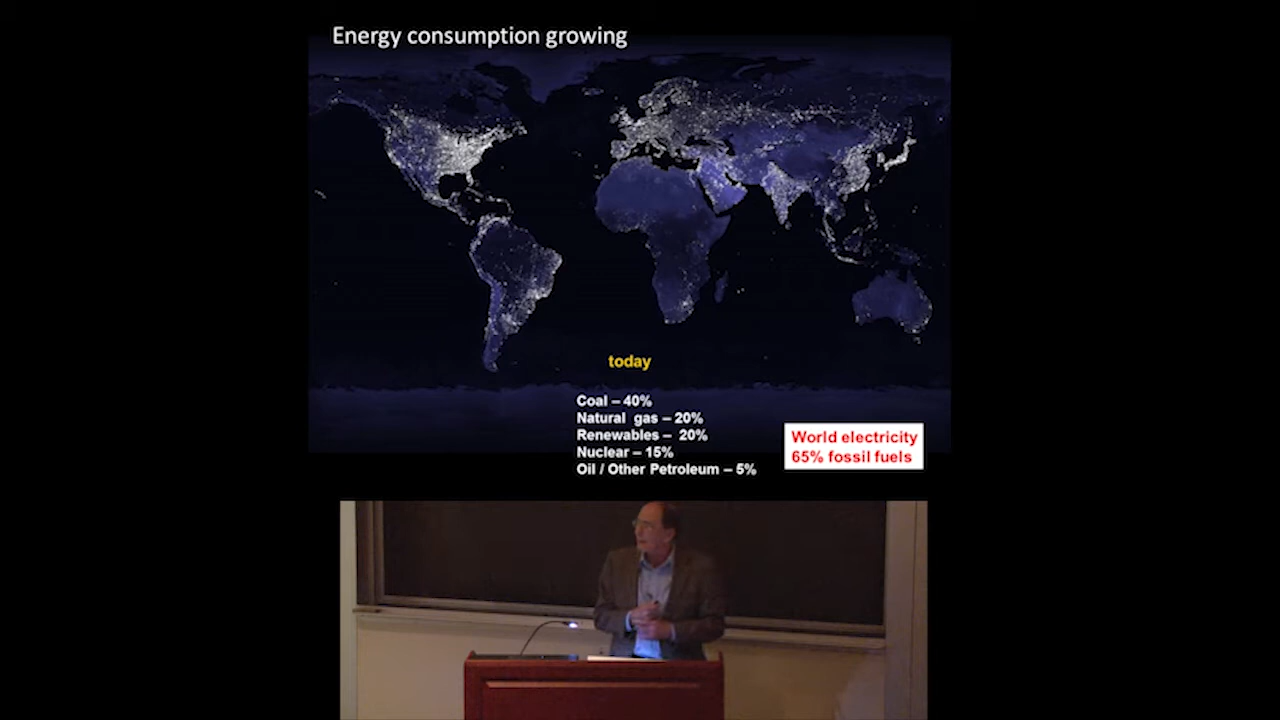 Energy consumption growing
today
Coal – 40%
Natural gas – 20%
Renewables – 20%
Nuclear – 15%
Oil / Other Petroleum – 5%
World electricity
65% fossil fuels